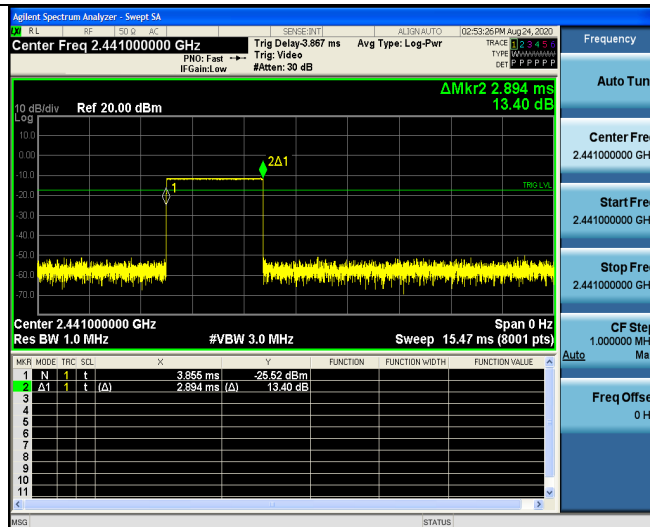 Agilent Spectrum Analyzer - Swept SA
LXI RL RF 50 Ω AC SENSE:INT ALIGN AUTO 02:53:26PM Aug 24, 2020
Center Freq 2.441000000 GHz
PNO: Fast
IFGain:Low
Trig Delay-3.867 ms
Trig: Video
#Atten: 30 dB
Avg Type: Log-Pwr
TRACE 1 2 3 4 5 6
TYPE WWWWWW
DET P P P P P P
ΔMkr2 2.894 ms
13.40 dB
10 dB/div Ref 20.00 dBm
Log
10.0
0.00
-10.0
-20.0
-30.0
-40.0
-50.0
-60.0
-70.0
2Δ1
1
TRIG LVL
Center 2.441000000 GHz Span 0 Hz
Res BW 1.0 MHz #VBW 3.0 MHz Sweep 15.47 ms (8001 pts)
MKR MODE TRC SCL X Y FUNCTION FUNCTION WIDTH FUNCTION VALUE
1 N 1 t 3.855 ms -25.52 dBm
2 Δ1 1 t (Δ) 2.894 ms (Δ) 13.40 dB
3
4
5
6
7
8
9
10
11
MSG STATUS
Frequency
Auto Tun
Center Fre
2.441000000 GH
Start Fre
2.441000000 GH
Stop Fre
2.441000000 GH
CF Step
1.000000 MH
Auto Ma
Freq Offse
0 H